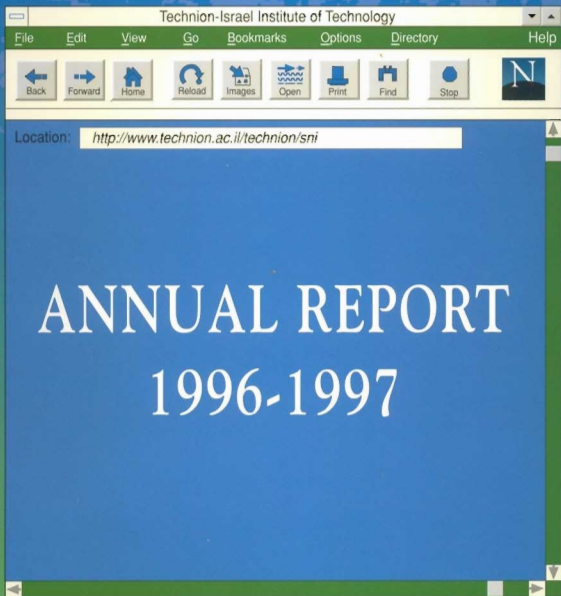 Technion-Israel Institute of Technology
File Edit View Go Bookmarks Options Directory Help
Back Forward Home Reload Images Open Print Find Stop N
Location: http://www.technion.ac.il/technion/sni
ANNUAL REPORT
1996-1997